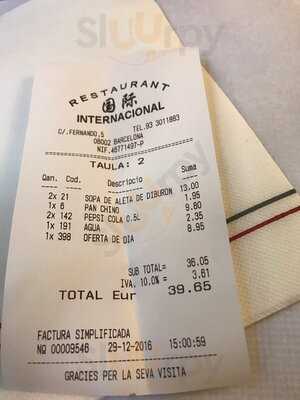 Sluurpy
RESTAURANT
国际
INTERNACIONAL
C/.FERNANDO,5 TEL.93 3011883
08002 BARCELONA
NIF.46771497-P
TAULA: 2
Qan. Cod. Descripcio Suma
2x 21 SOPA DE ALETA DE DIBURON 13.00
1x 6 PAN CHINO 1.95
2x 142 PEPSI COLA 0.5L 9.80
1x 191 AGUA 2.35
1x 398 OFERTA DE DIA 8.95
SUB TOTAL= 36.05
IVA. 10.0% = 3.61
TOTAL Eur 39.65
FACTURA SIMPLIFICADA
NQ 00009546 29-12-2016 15:00:59
GRACIES PER LA SEVA VISITA